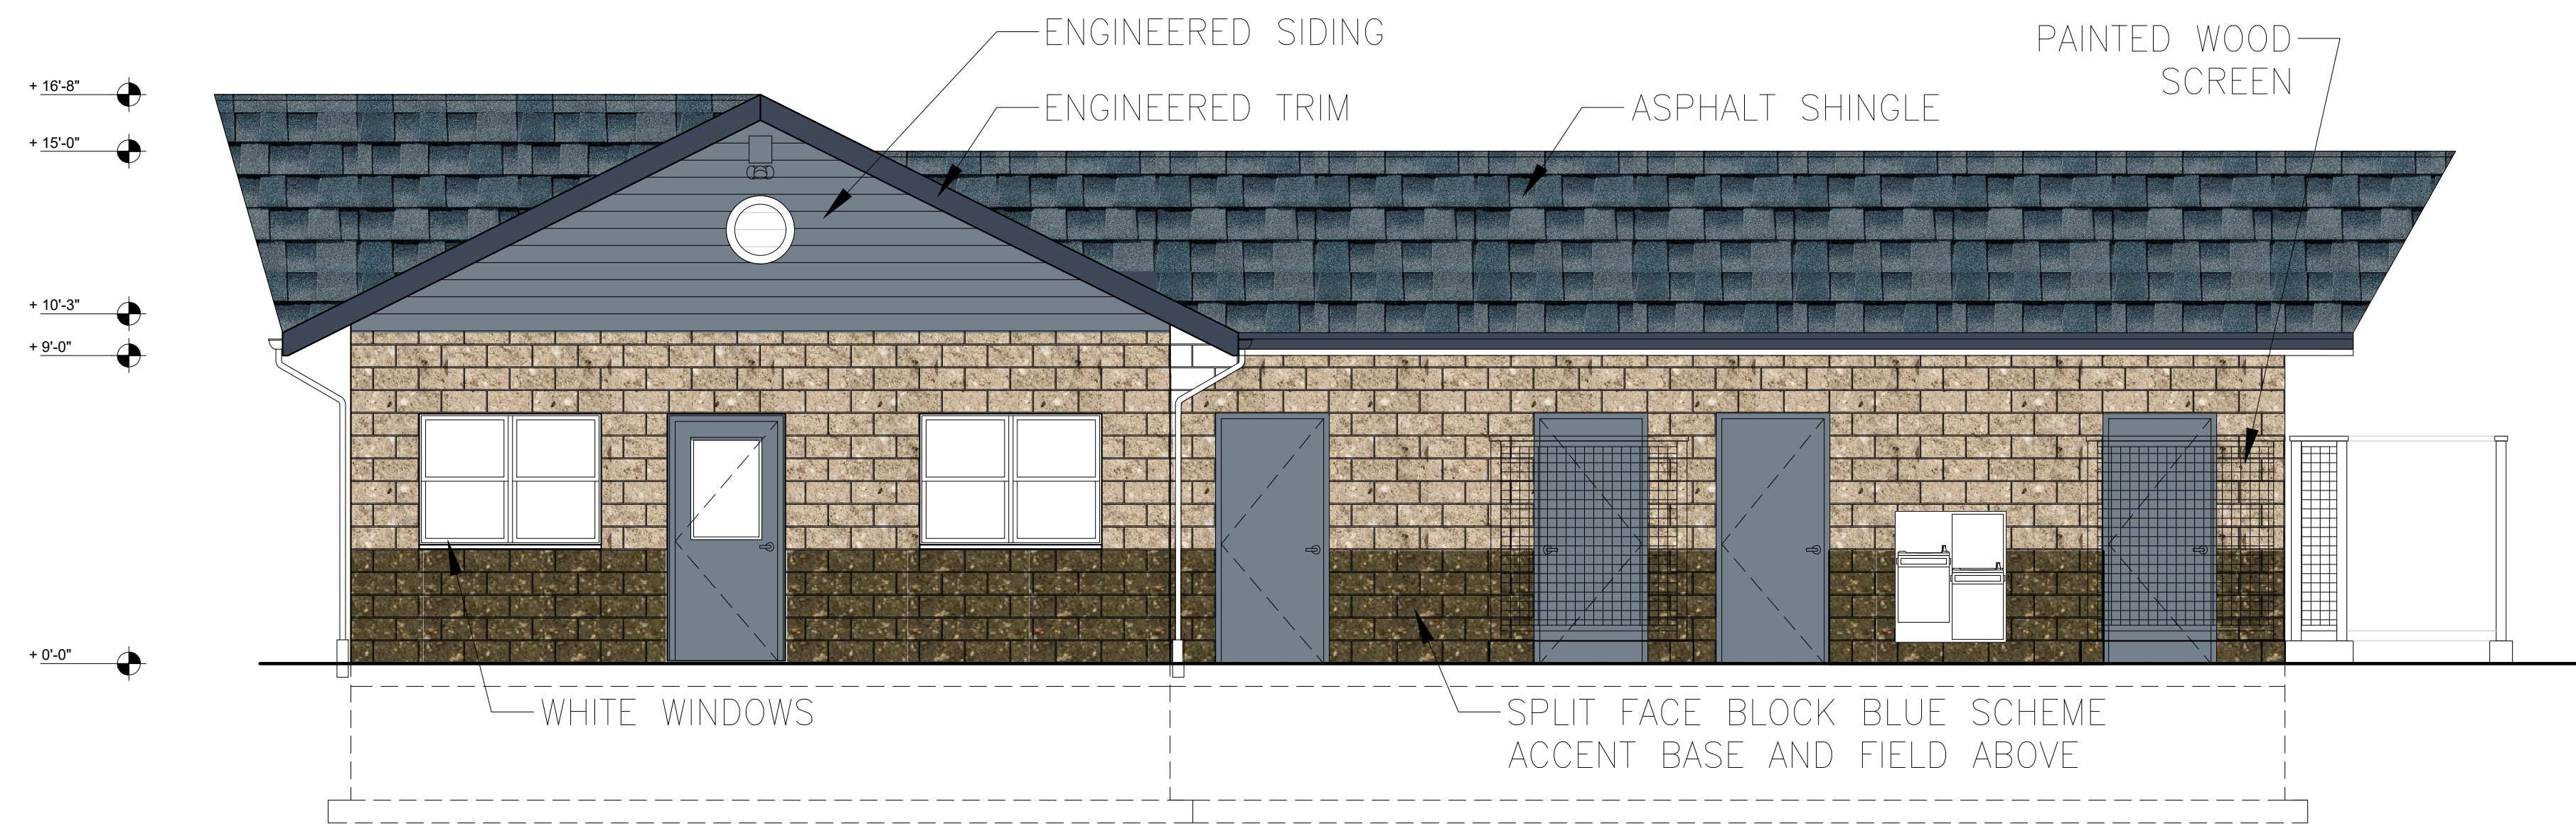 ENGINEERED SIDING
PAINTED WOOD
SCREEN
+ 16'-8"
ENGINEERED TRIM
ASPHALT SHINGLE
+ 15'-0"
+ 10'-3"
+ 9'-0"
+ 0'-0"
WHITE WINDOWS
SPLIT FACE BLOCK BLUE SCHEME
ACCENT BASE AND FIELD ABOVE